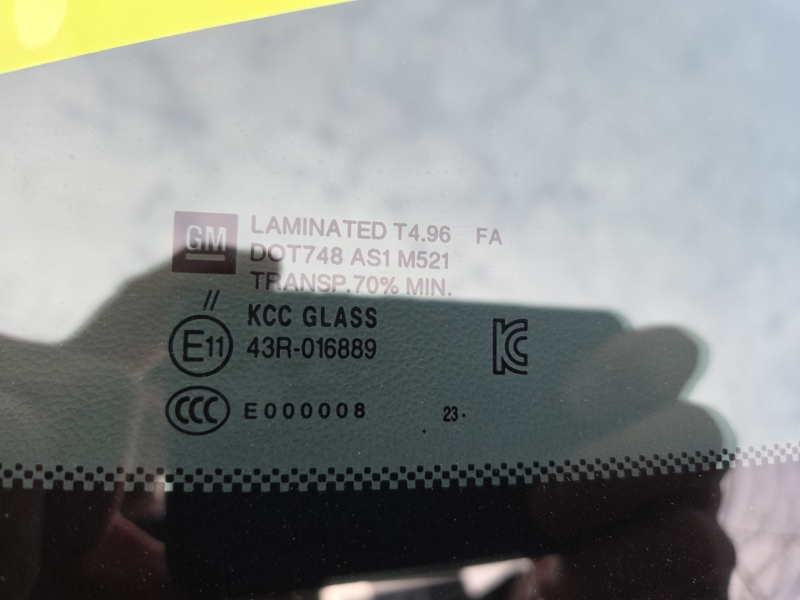 GM LAMINATED T4.96 FA
DOT748 AS1 M521
TRANSP.70% MIN.
//
KCC GLASS
E11 43R-016889 KC
CCC E000008 23.